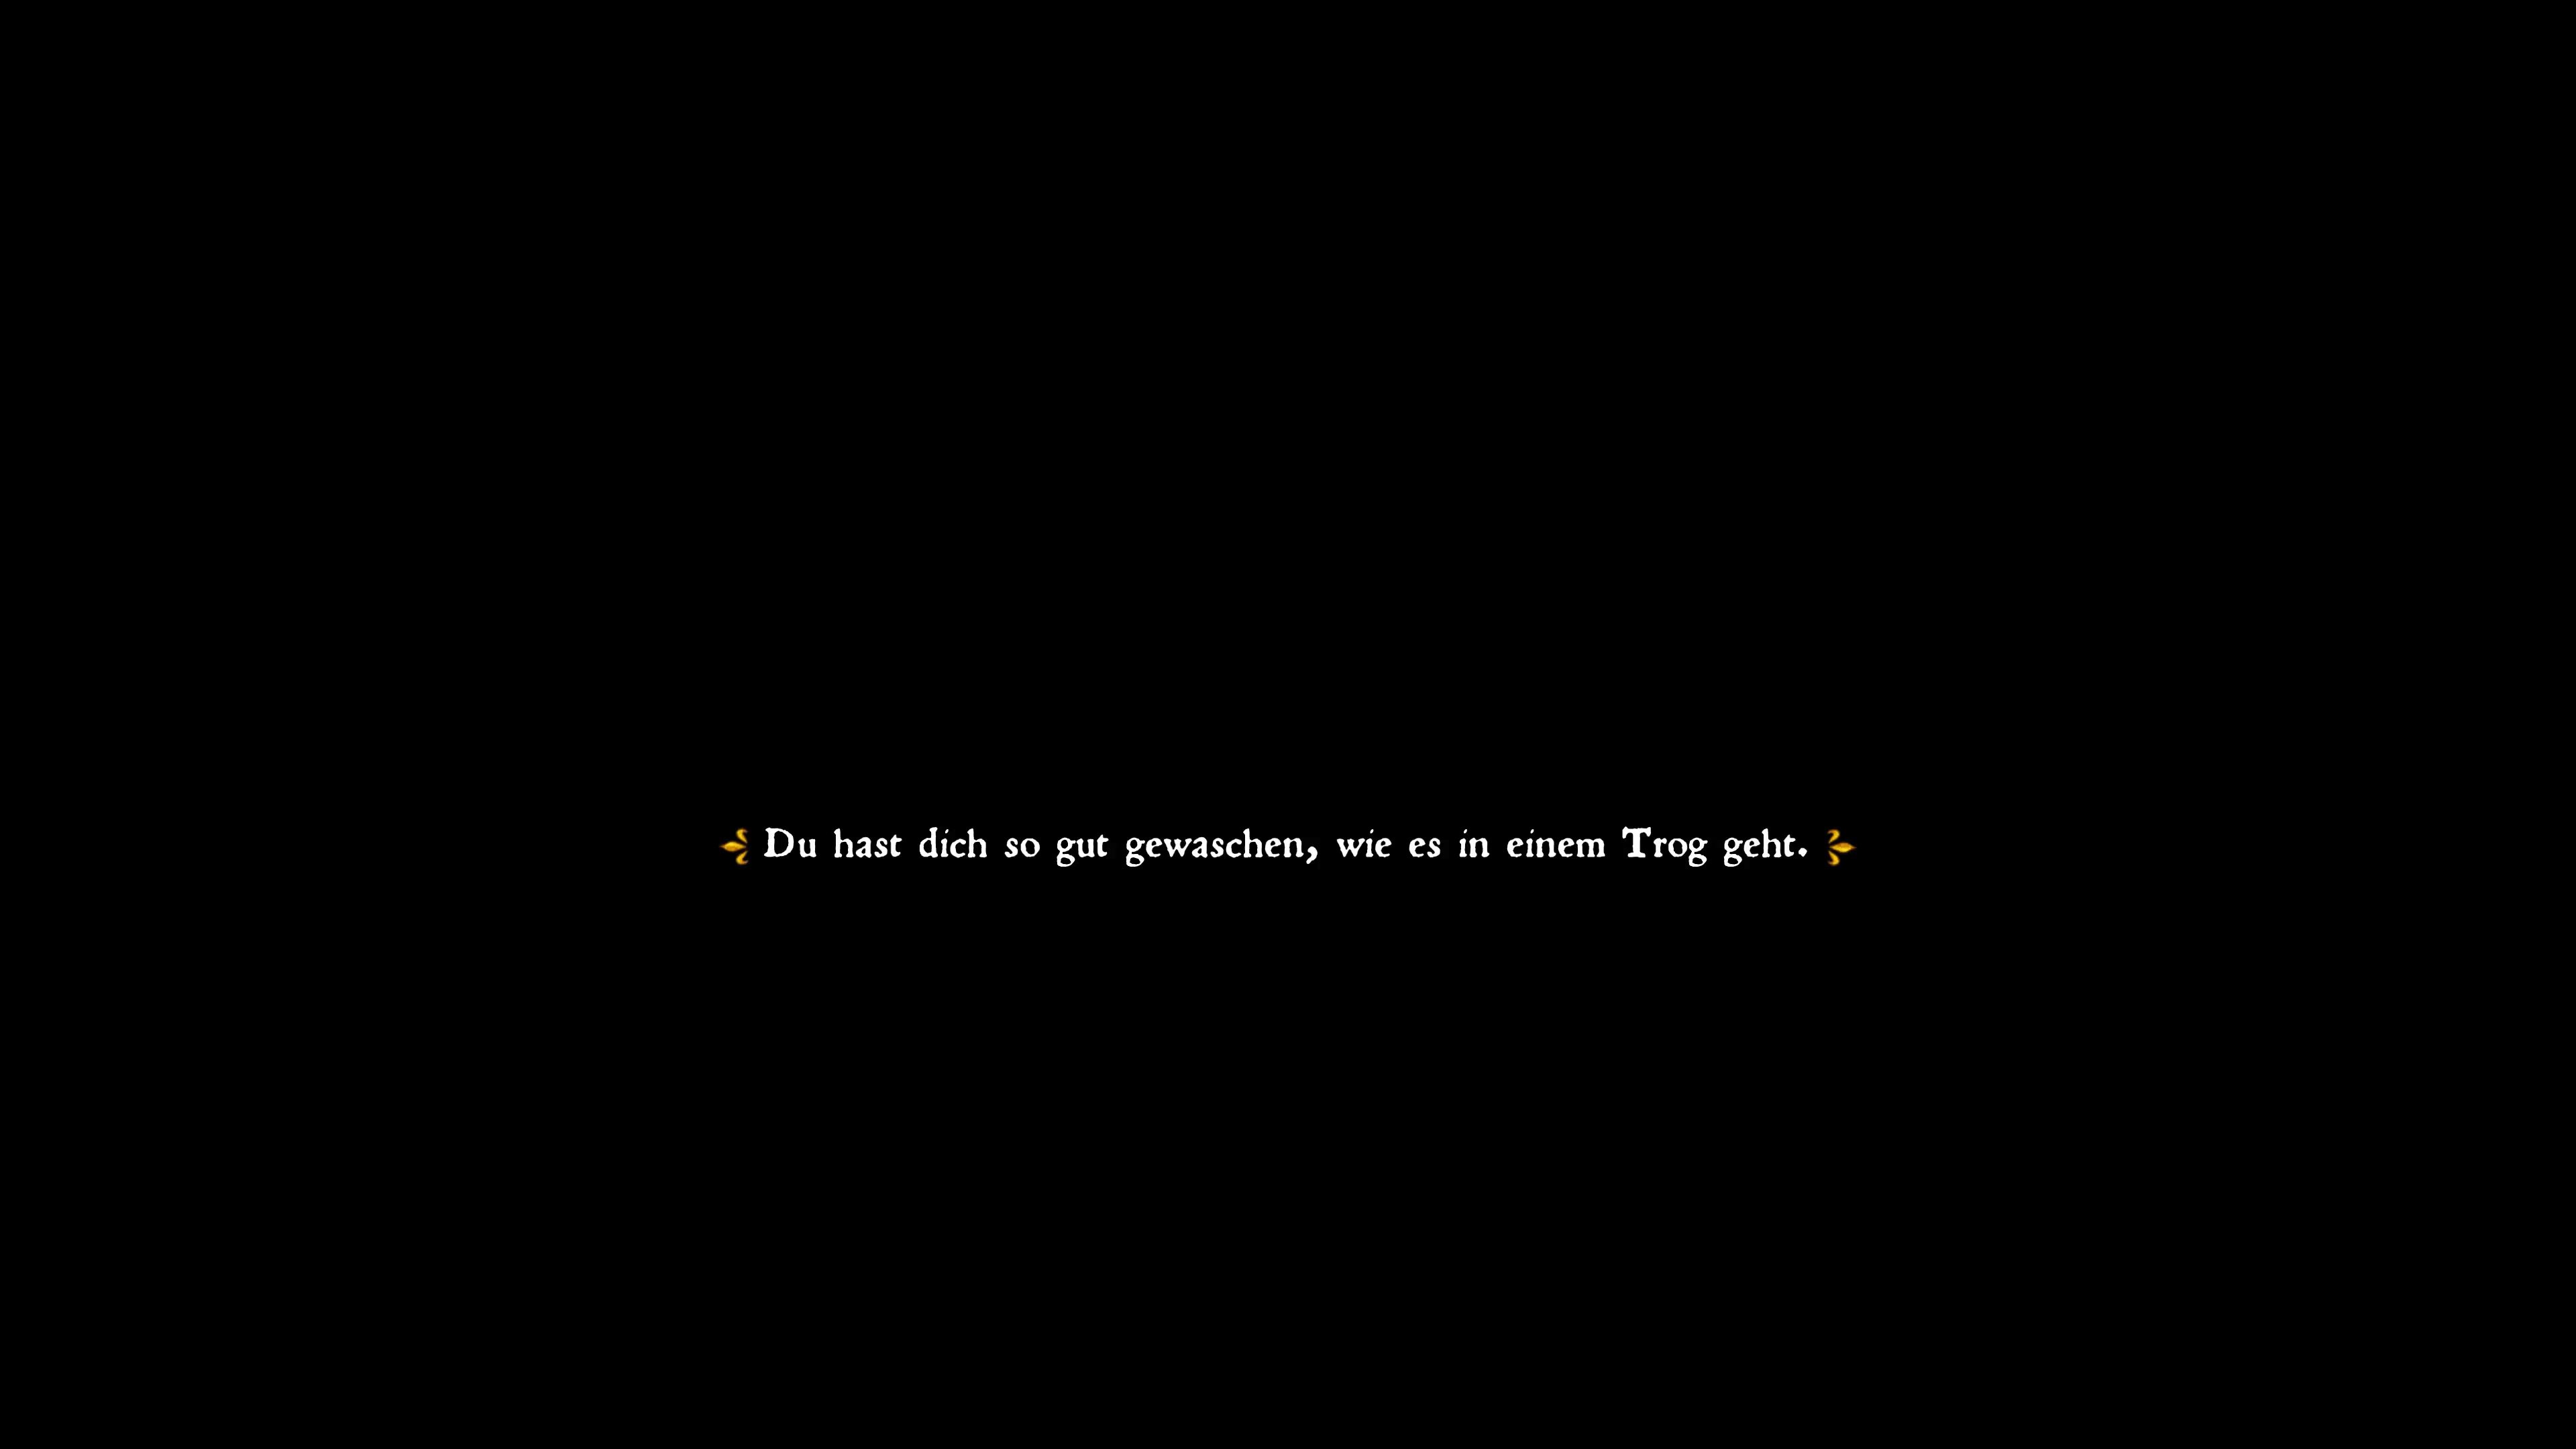 Du hast dich so gut gewaschen, wie es in einem Trog geht.